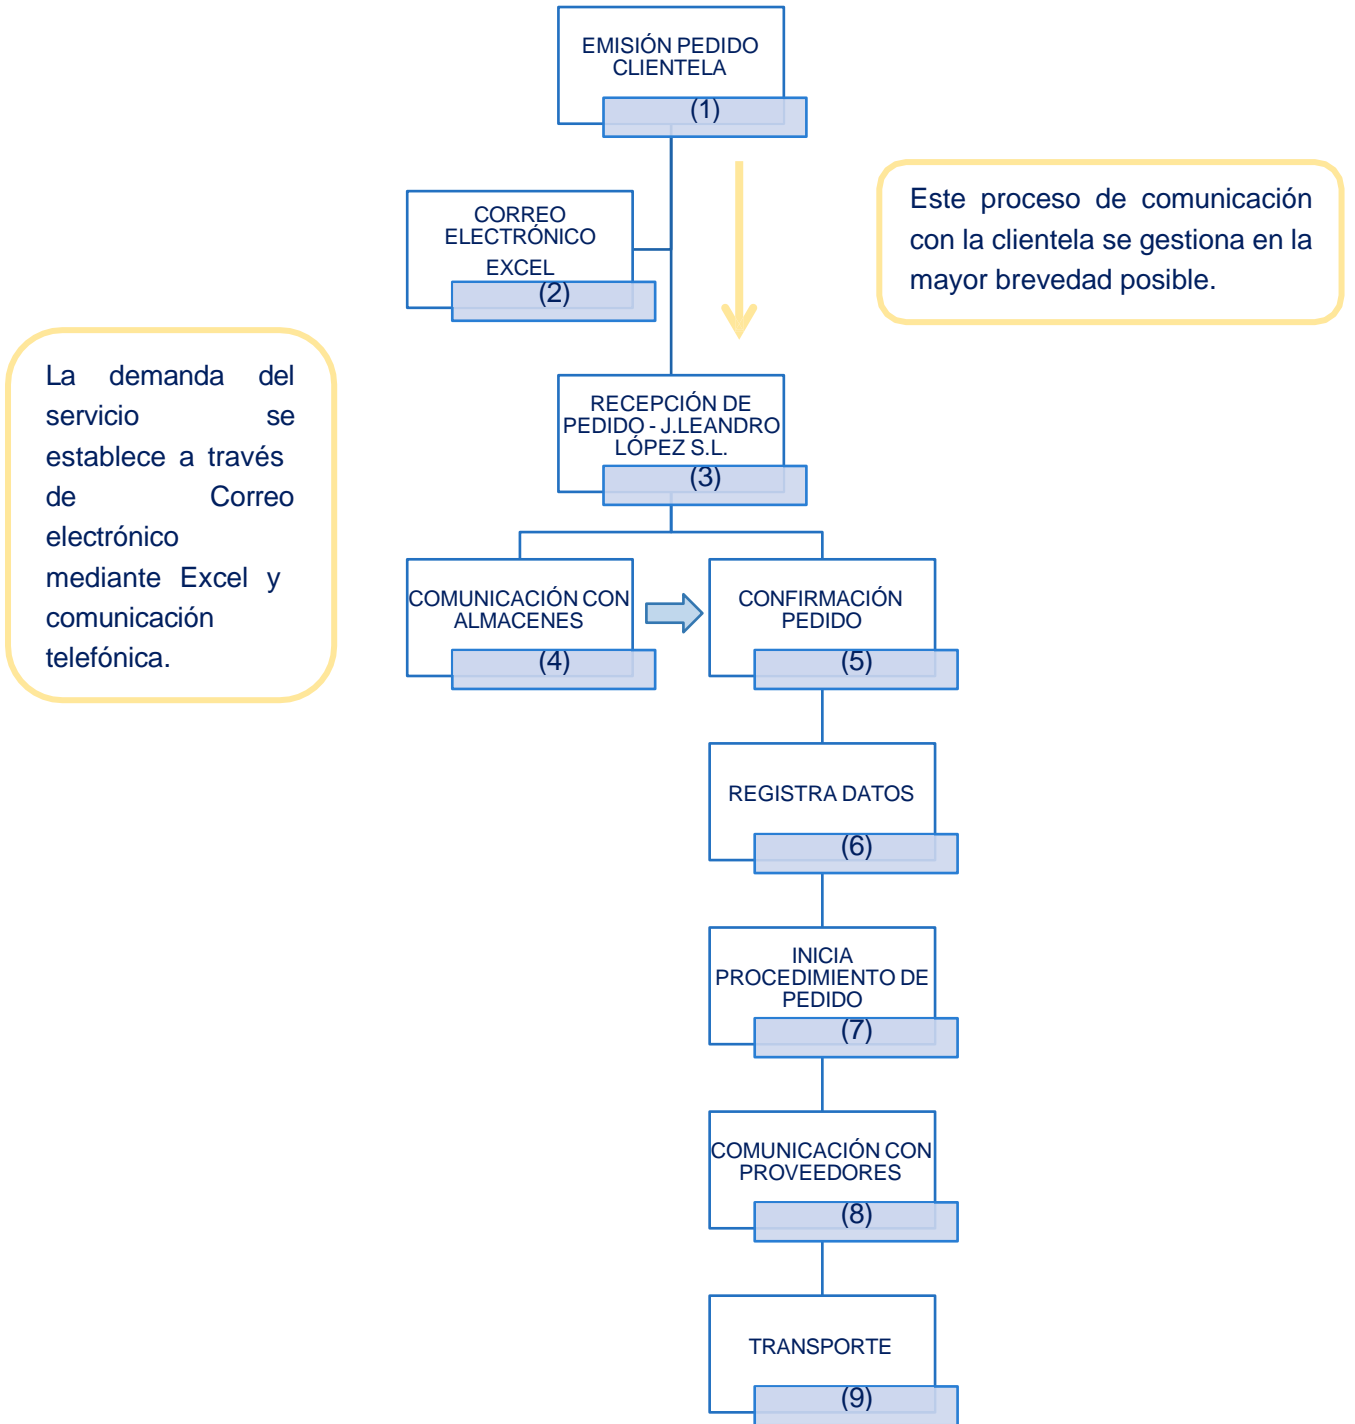 EMISIÓN PEDIDO
CLIENTELA
(1)
CORREO
ELECTRÓNICO
EXCEL
(2)
Este proceso de comunicación
con la clientela se gestiona en la
mayor brevedad posible.
La demanda del
servicio se
establece a través
de Correo
electrónico
mediante Excel y
comunicación
telefónica.
RECEPCIÓN DE
PEDIDO - J.LEANDRO
LÓPEZ S.L.
(3)
COMUNICACIÓN CON
ALMACENES
(4)
CONFIRMACIÓN
PEDIDO
(5)
REGISTRA DATOS
(6)
INICIA
PROCEDIMIENTO DE
PEDIDO
(7)
COMUNICACIÓN CON
PROVEEDORES
(8)
TRANSPORTE
(9)